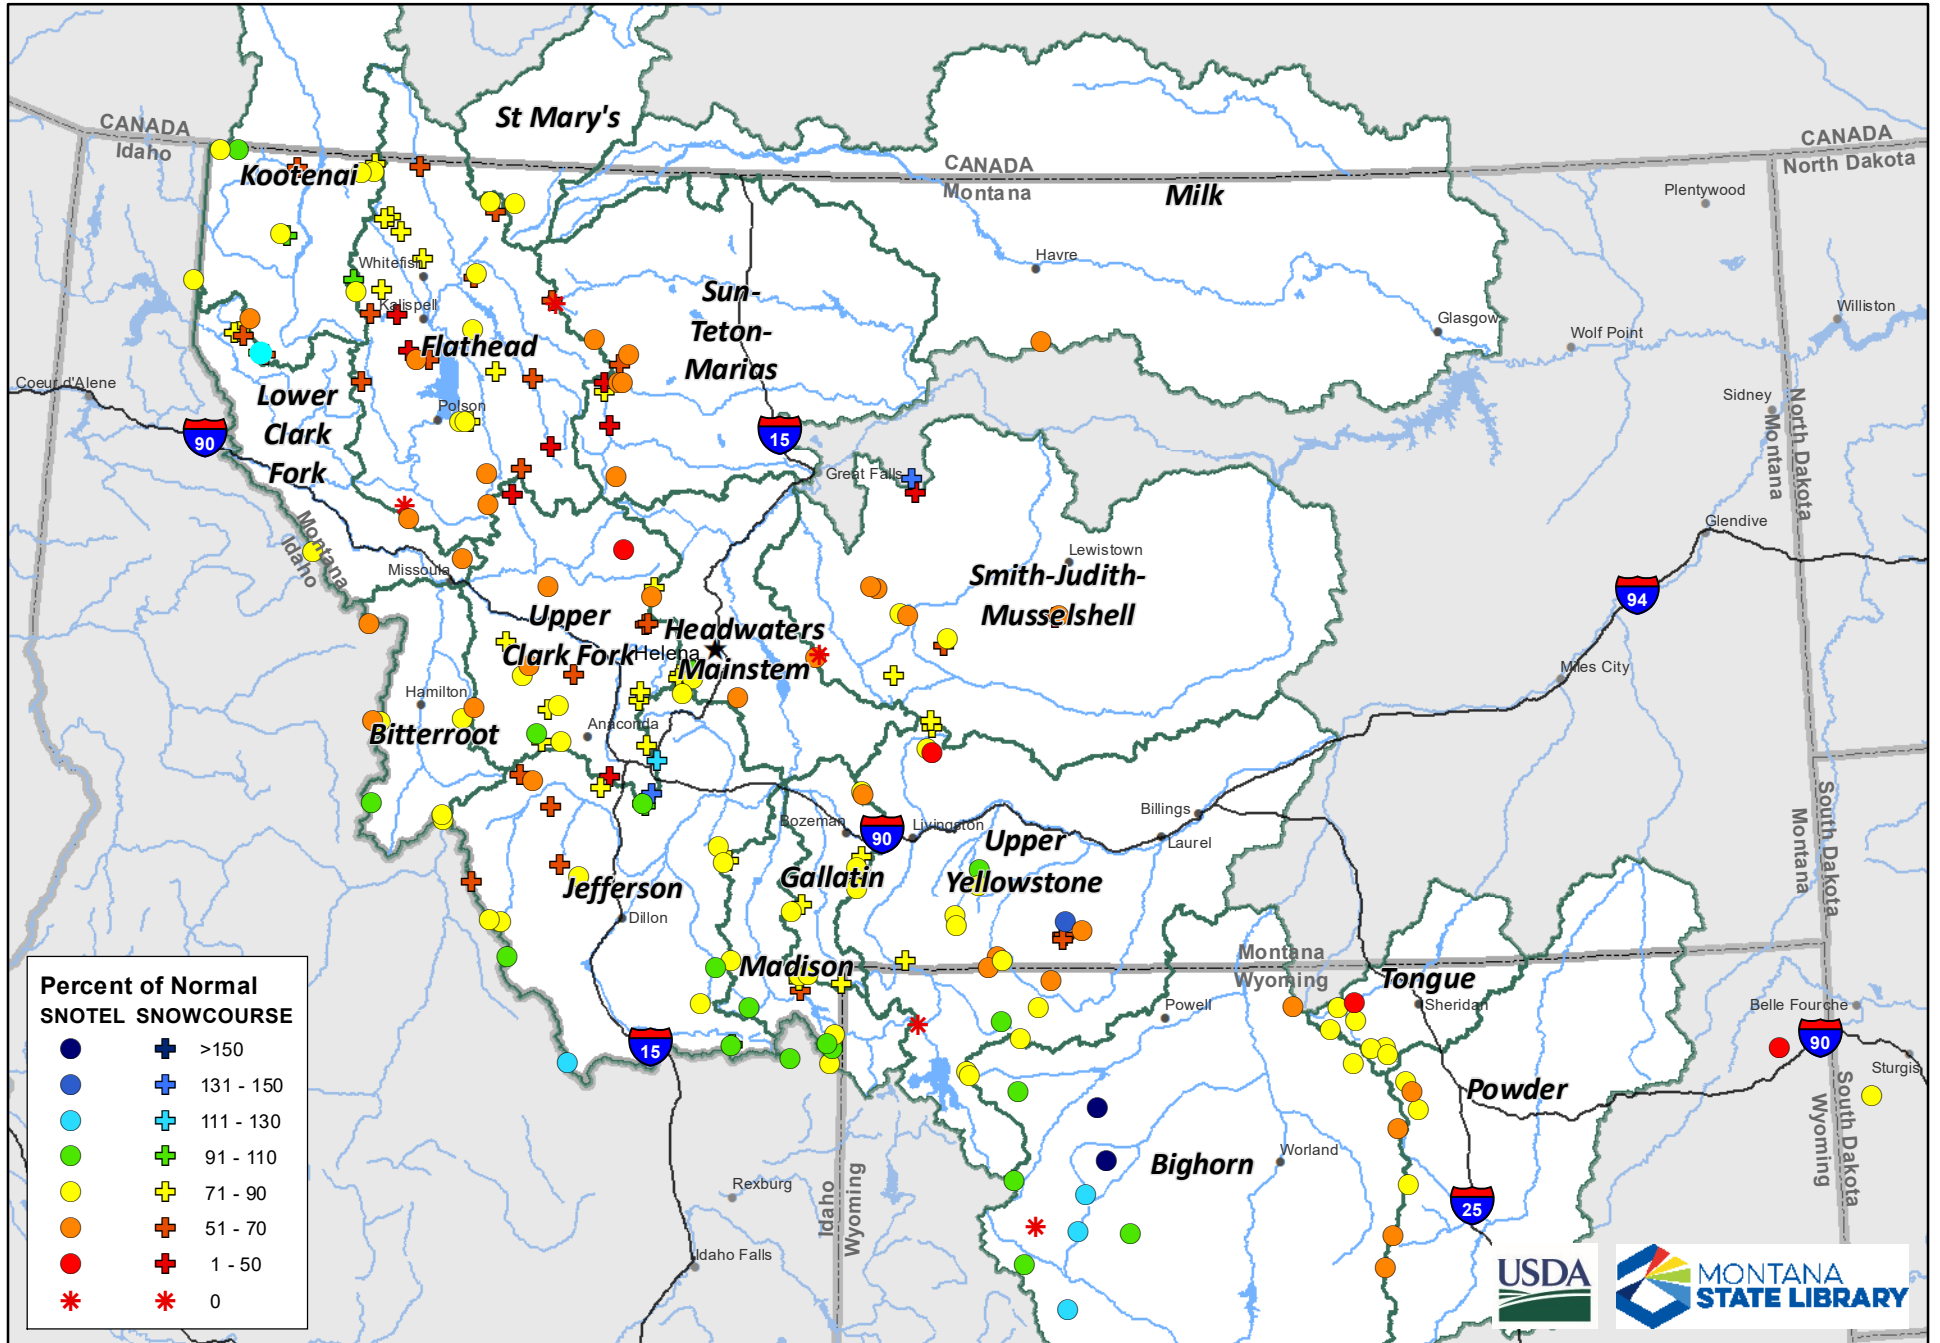 CANADA
Idaho
St Mary's
CANADA
Montana
CANADA
North Dakota
Kootenai
Milk
Plentywood
Whitefish
Havre
Kalispell
Sun-
Teton-
Marias
Glasgow
Williston
Wolf Point
Flathead
Coeur d'Alene
Lower
Clark
Fork
Polson
Sidney
North Dakota
Montana
90
15
Great Falls
Montana
Idaho
Glendive
Missoula
Lewistown
Smith-Judith-
Musselshell
94
Upper
Clark Fork
Helena
Headwaters
Mainstem
Miles City
Hamilton
Bitterroot
Anaconda
South Dakota
Montana
Billings
Bozeman
90
Livingston
Laurel
Upper
Yellowstone
Gallatin
Jefferson
Dillon
Madison
Montana
Wyoming
Tongue
Powell
Sheridan
Belle Fourche
90
Sturgis
15
Powder
South Dakota
Wyoming
Bighorn
Worland
Idaho
Wyoming
Rexburg
25
Idaho Falls
Percent of Normal
SNOTEL SNOWCOURSE
>150
131 - 150
111 - 130
91 - 110
71 - 90
51 - 70
1 - 50
0
USDA
MONTANA
STATE LIBRARY